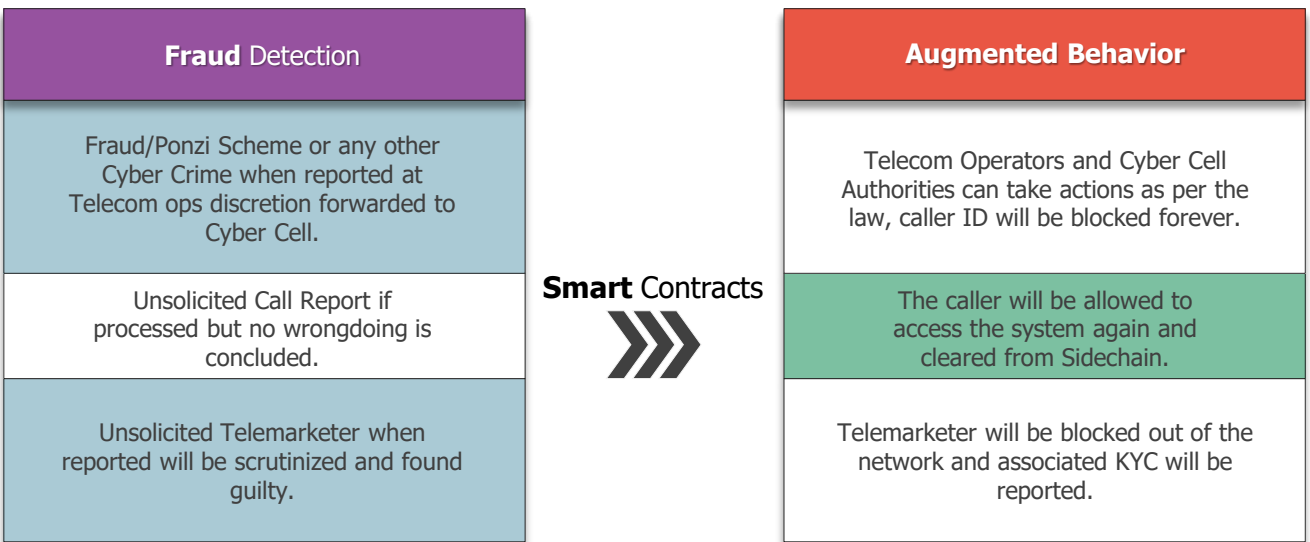 Fraud Detection
Fraud/Ponzi Scheme or any other
Cyber Crime when reported at
Telecom ops discretion forwarded to
Cyber Cell.
Unsolicited Call Report if
processed but no wrongdoing is
concluded.
Unsolicited Telemarketer when
reported will be scrutinized and found
guilty.
Smart Contracts
Augmented Behavior
Telecom Operators and Cyber Cell
Authorities can take actions as per the
law, caller ID will be blocked forever.
The caller will be allowed to
access the system again and
cleared from Sidechain.
Telemarketer will be blocked out of the
network and associated KYC will be
reported.